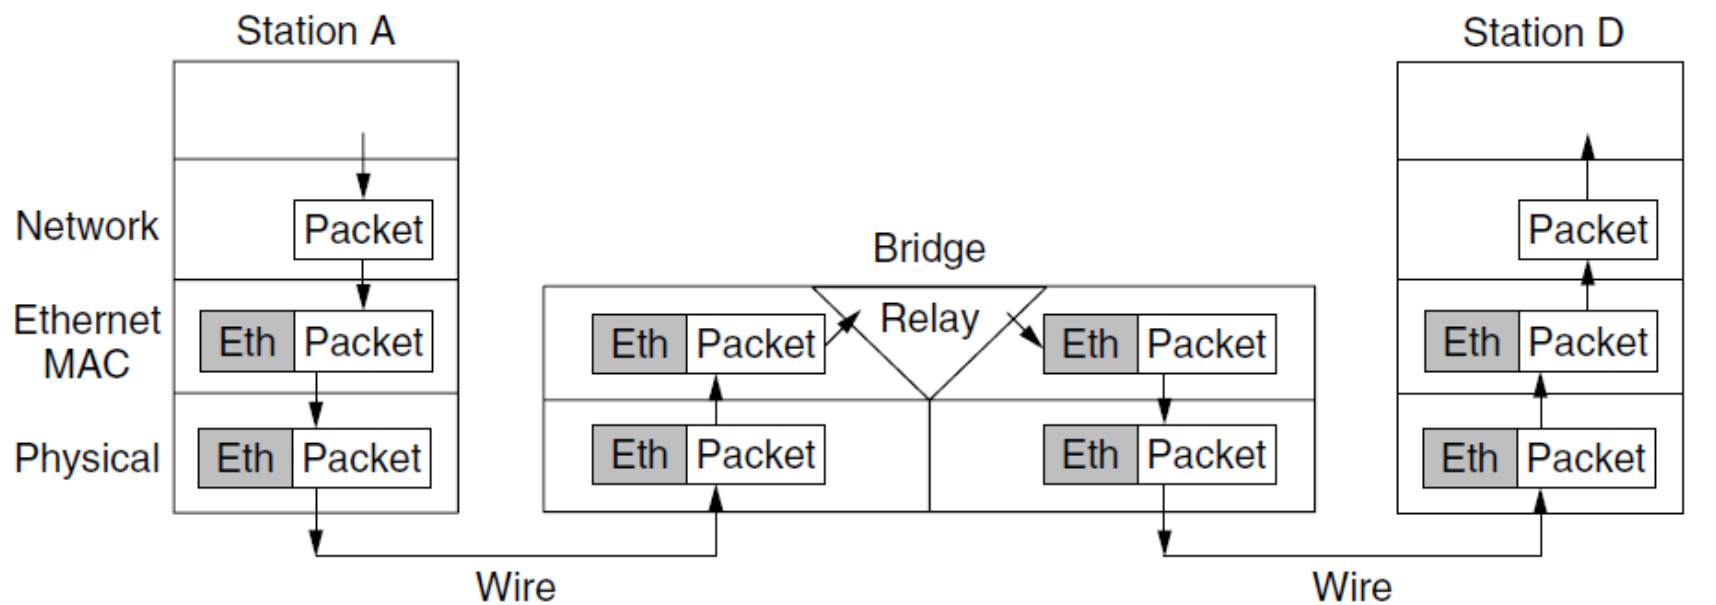 Station A
Station D
Network
Packet
Packet
Bridge
Ethernet
MAC
Eth Packet
Eth Packet
Relay
Eth Packet
Eth Packet
Physical
Eth Packet
Eth Packet
Eth Packet
Eth Packet
Wire
Wire